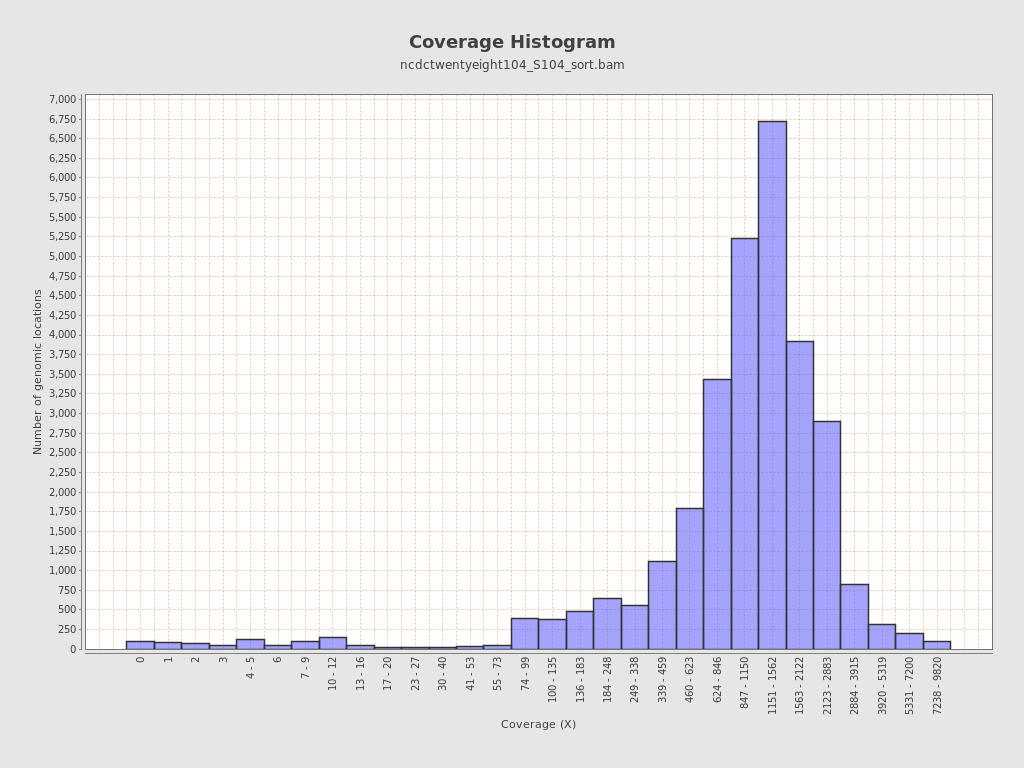 Coverage Histogram
ncdctwentyeight104_S104_sort.bam
7,000
6,750
6,500
6,250
6,000
5,750
5,500
5,250
5,000
4,750
4,500
4,250
4,000
3,750
3,500
3,250
3,000
2,750
2,500
2,250
2,000
1,750
1,500
1,250
1,000
750
500
250
0
Number of genomic locations
0
1
2
3
4 - 5
6
7 - 9
10 - 12
13 - 16
17 - 20
23 - 27
30 - 40
41 - 53
55 - 73
74 - 99
100 - 135
136 - 183
184 - 248
249 - 338
339 - 459
460 - 623
624 - 846
847 - 1150
1151 - 1562
1563 - 2122
2123 - 2883
2884 - 3915
3920 - 5319
5331 - 7200
7238 - 9820
Coverage (X)